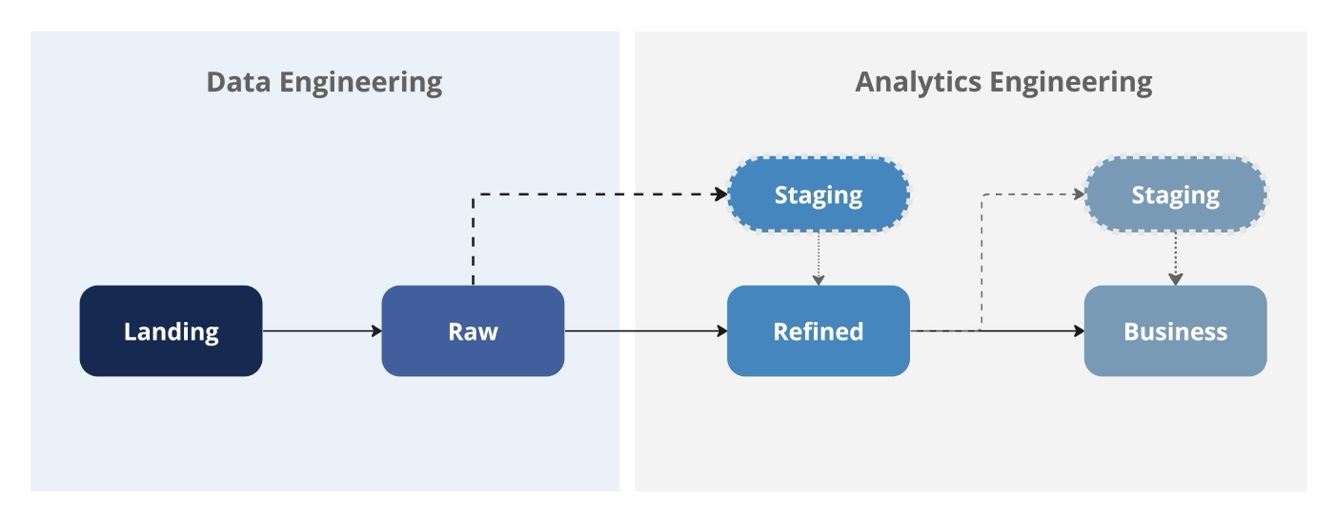 Data Engineering
Analytics Engineering
Staging
Staging
Landing
Raw
Refined
Business